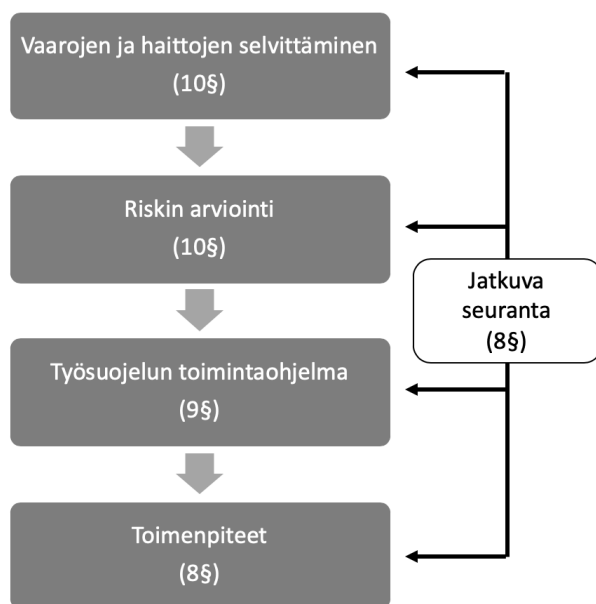 Vaarojen ja haittojen selvittäminen
(10§)
Riskin arviointi
(10§)
Työsuojelun toimintaohjelma
(9§)
Toimenpiteet
(8§)
Jatkuva
seuranta
(8§)